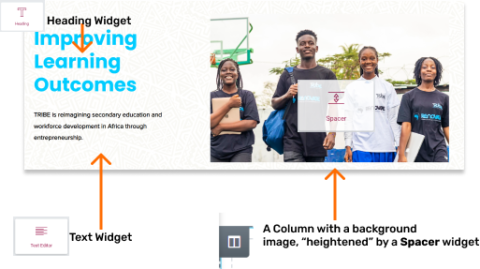 Heading
Heading Widget
Improving
Learning
Outcomes
TRIBE is reimagining secondary education and
workforce development in Africa through
entrepreneurship.
Spacer
Text Editor
Text Widget
A Column with a background
image, “heightened” by a Spacer widget